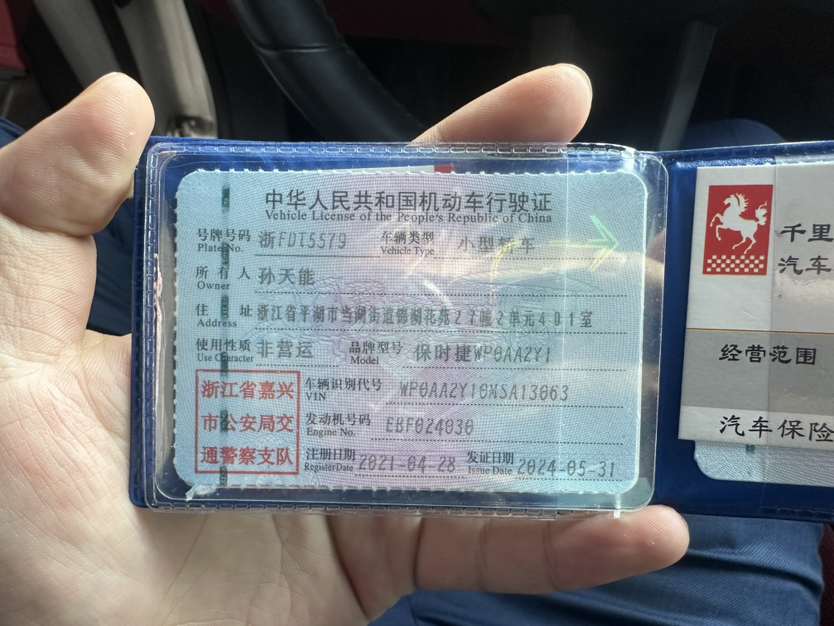 中华人民共和国机动车行驶证
Vehicle License of the People's Republic of China
号牌号码 浙FDT5579 车辆类型 小型轿车
Plate No. Vehicle Type
所有人 孙天能
Owner
住址 浙江省平湖市当湖街道锦湖花苑27幢2单元401室
Address
使用性质 非营运 品牌型号 保时捷WP0AA2Y1
Use Character Model
浙江省嘉兴
市公安局交
通警察支队
车辆识别代号 WP0AA2Y10MSA13063
VIN
发动机号码 EBF024030
Engine No.
注册日期 2021-04-28 发证日期 2024-05-31
Register Date Issue Date
千里
汽车
经营范围
汽车保险